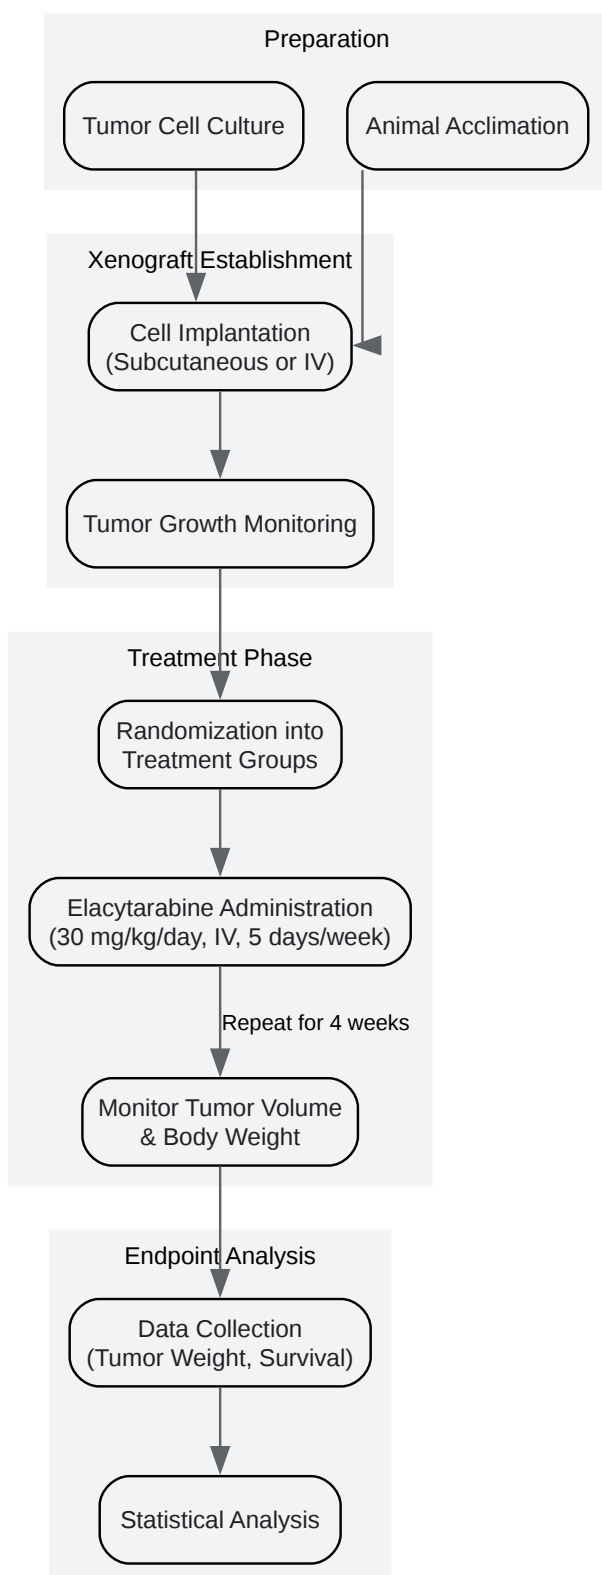 Preparation
Tumor Cell Culture
Animal Acclimation
Xenograft Establishment
Cell Implantation
(Subcutaneous or IV)
Tumor Growth Monitoring
Treatment Phase
Randomization into
Treatment Groups
Elacytarabine Administration
(30 mg/kg/day, IV, 5 days/week)
Repeat for 4 weeks
Monitor Tumor Volume
& Body Weight
Endpoint Analysis
Data Collection
(Tumor Weight, Survival)
Statistical Analysis